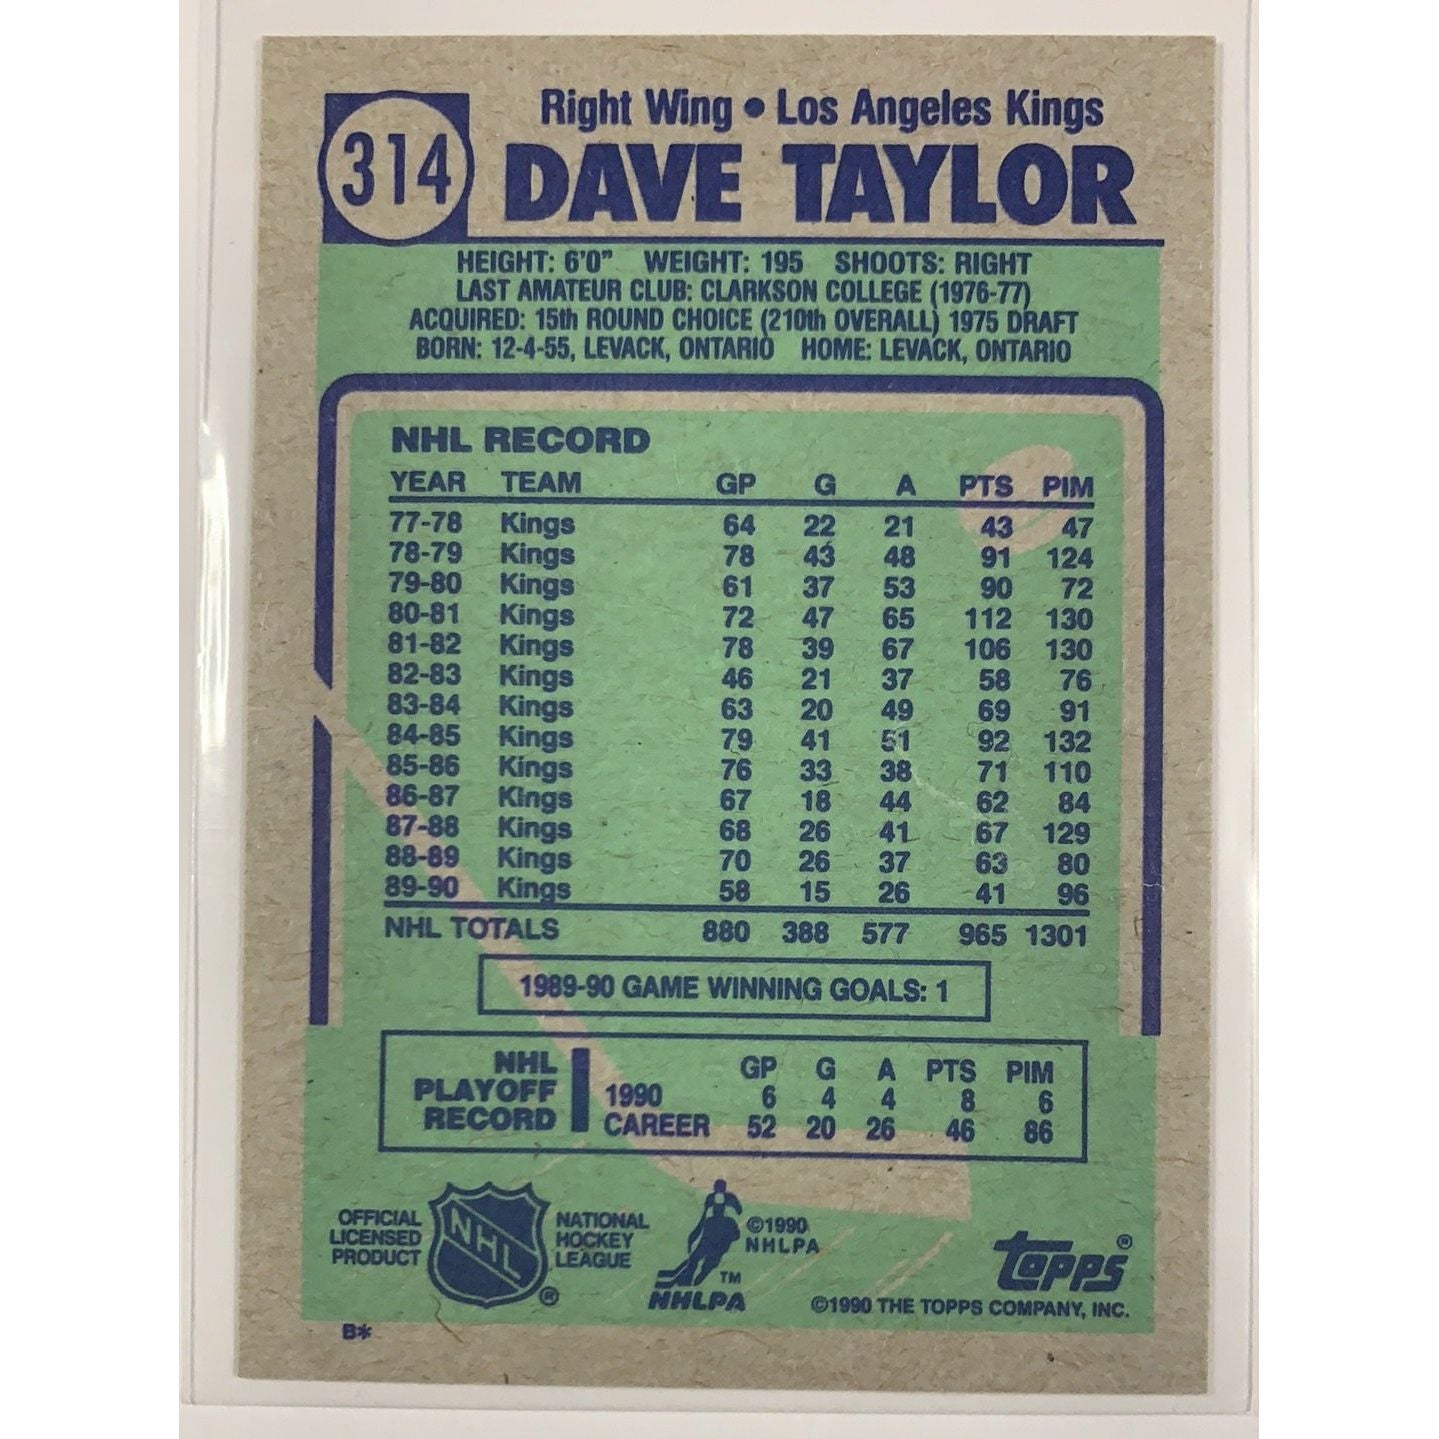 314
Right Wing • Los Angeles Kings
DAVE TAYLOR
HEIGHT: 6'0" WEIGHT: 195 SHOOTS: RIGHT
LAST AMATEUR CLUB: CLARKSON COLLEGE (1976-77)
ACQUIRED: 15th ROUND CHOICE (210th OVERALL) 1975 DRAFT
BORN: 12-4-55, LEVACK, ONTARIO HOME: LEVACK, ONTARIO
NHL RECORD
YEAR TEAM GP G A PTS PIM
77-78 Kings 64 22 21 43 47
78-79 Kings 78 43 48 91 124
79-80 Kings 61 37 53 90 72
80-81 Kings 72 47 65 112 130
81-82 Kings 78 39 67 106 130
82-83 Kings 46 21 37 58 76
83-84 Kings 63 20 49 69 91
84-85 Kings 79 41 51 92 132
85-86 Kings 76 33 38 71 110
86-87 Kings 67 18 44 62 84
87-88 Kings 68 26 41 67 129
88-89 Kings 70 26 37 63 80
89-90 Kings 58 15 26 41 96
NHL TOTALS 880 388 577 965 1301
1989-90 GAME WINNING GOALS: 1
NHL PLAYOFF RECORD
GP G A PTS PIM
1990 6 4 4 8 6
CAREER 52 20 26 46 86
OFFICIAL
LICENSED
PRODUCT
NHL
®
NATIONAL
HOCKEY
LEAGUE
©1990
NHLPA
TM
NHLPA
Topps®
©1990 THE TOPPS COMPANY, INC.
B*